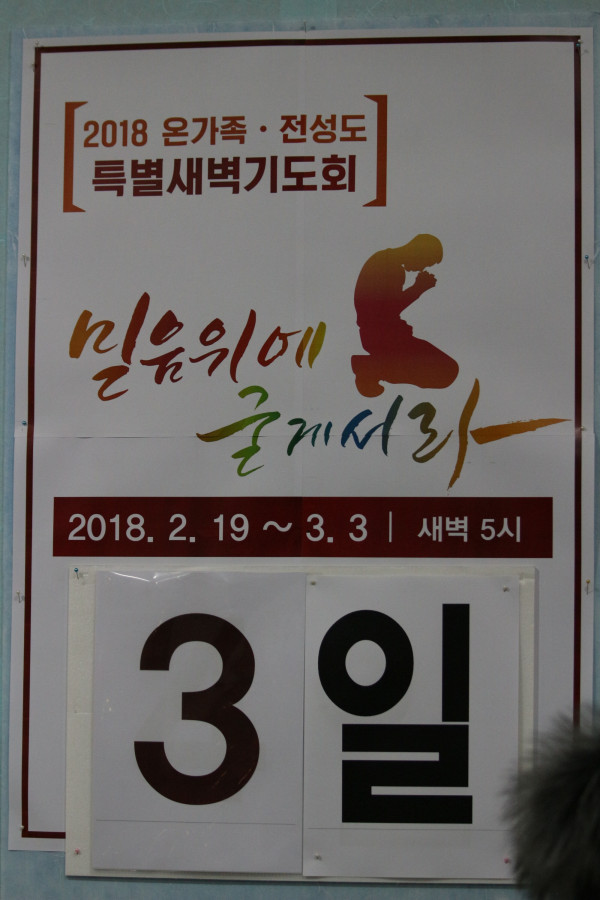 2018 온가족 · 전성도
특별새벽기도회
믿음위에
굳게서라
2018. 2. 19 ~ 3. 3 | 새벽 5시
3일